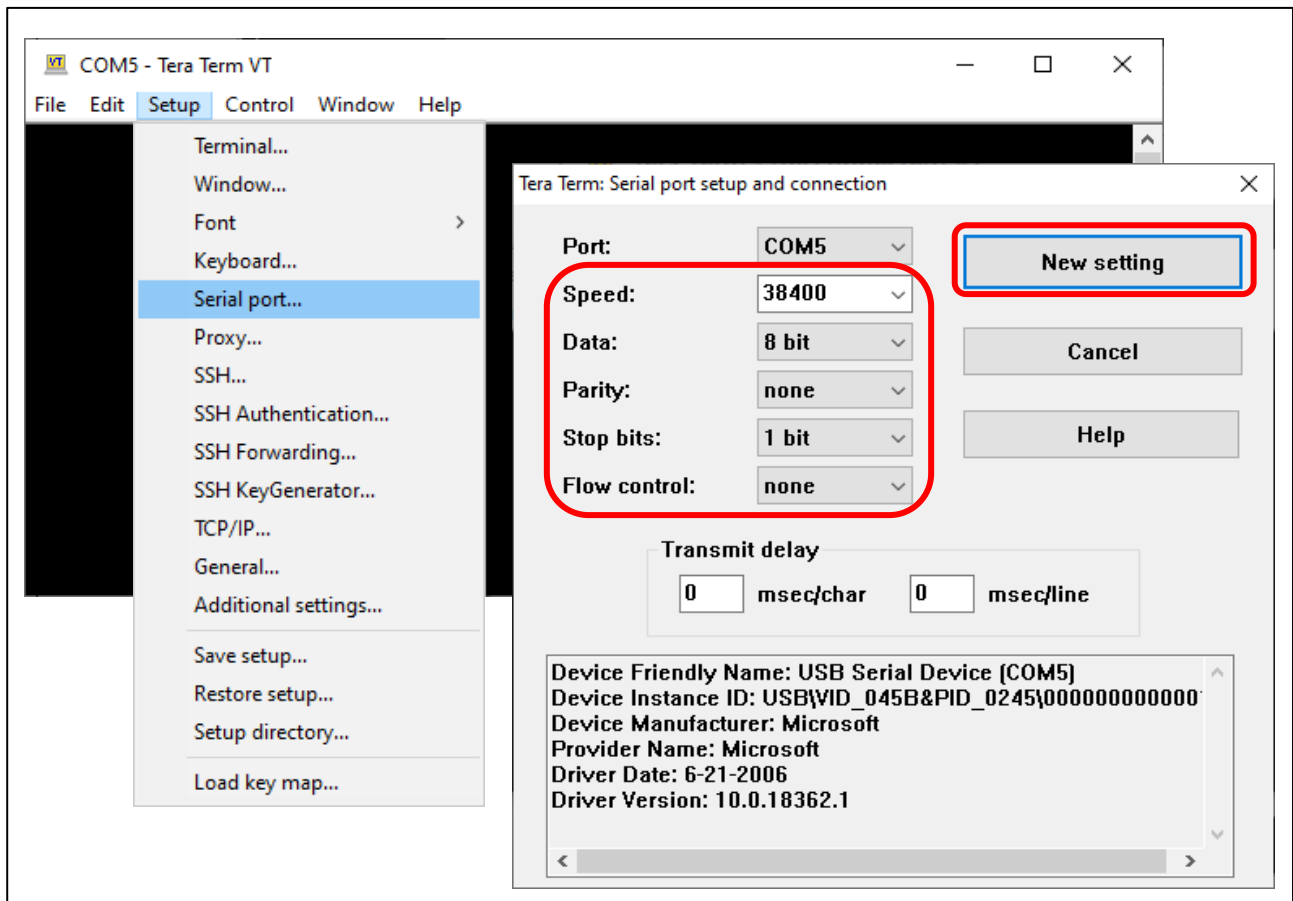 COM5 - Tera Term VT
File Edit Setup Control Window Help
Terminal...
Window...
Font
Keyboard...
Serial port...
Proxy...
SSH...
SSH Authentication...
SSH Forwarding...
SSH KeyGenerator...
TCP/IP...
General...
Additional settings...
Save setup...
Restore setup...
Setup directory...
Load key map...
Tera Term: Serial port setup and connection
Port: COM5
New setting
Speed: 38400
Data: 8 bit
Cancel
Parity: none
Stop bits: 1 bit
Help
Flow control: none
Transmit delay
0 msec/char 0 msec/line
Device Friendly Name: USB Serial Device (COM5)
Device Instance ID: USB\VID_045B&PID_0245\000000000000
Device Manufacturer: Microsoft
Provider Name: Microsoft
Driver Date: 6-21-2006
Driver Version: 10.0.18362.1